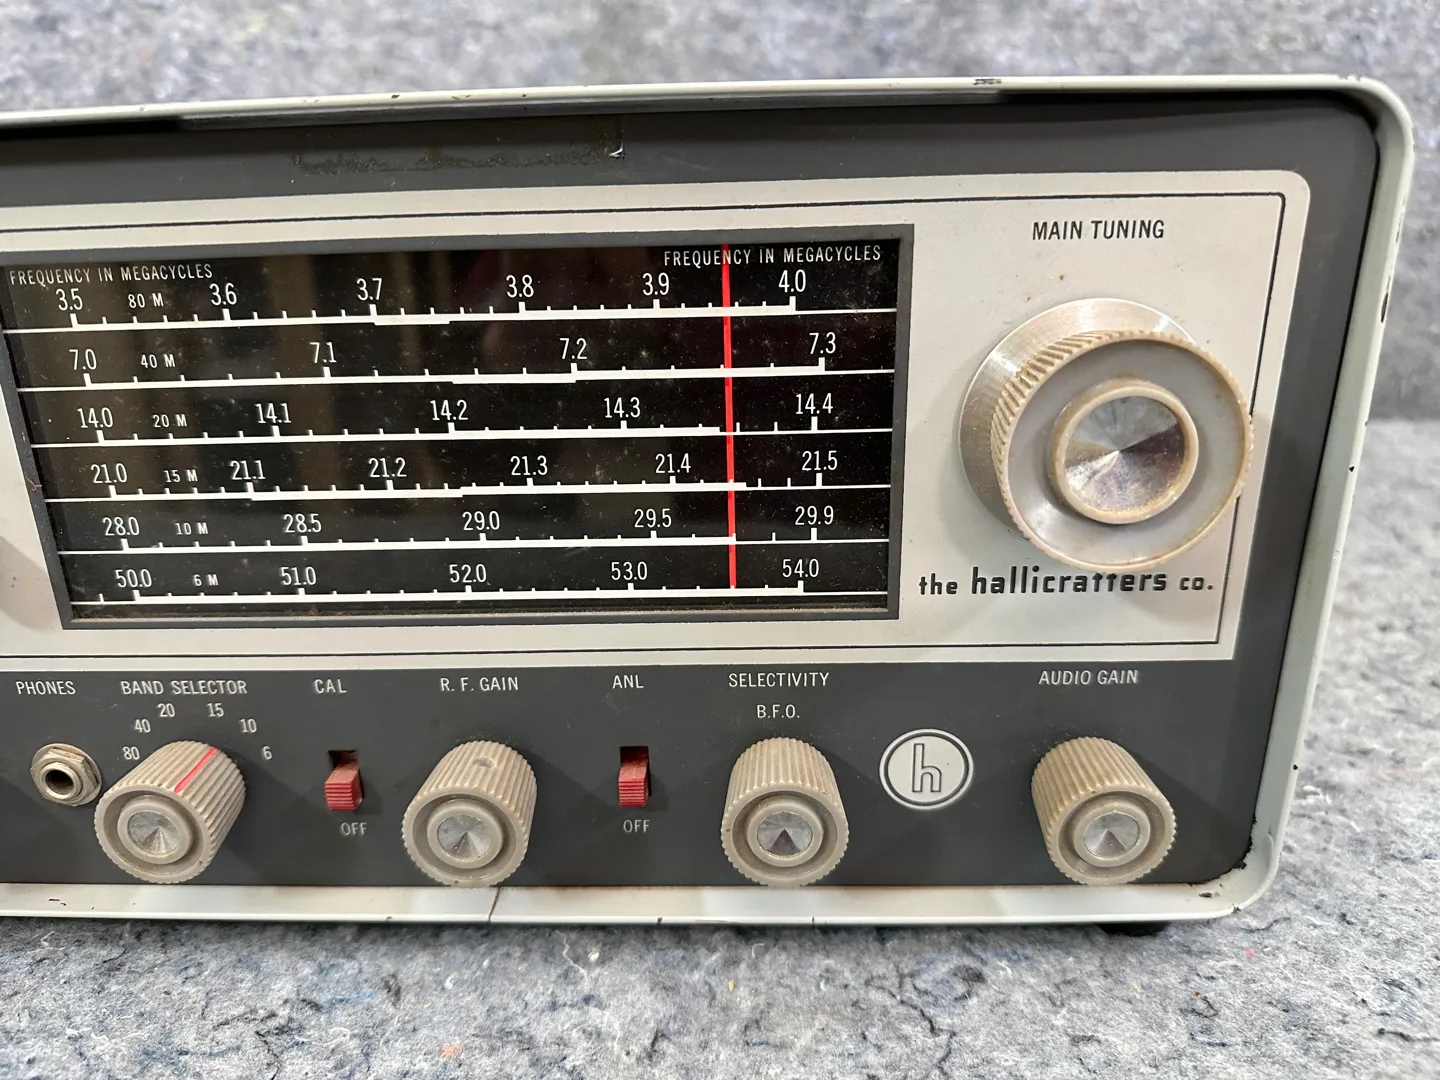 FREQUENCY IN MEGACYCLES FREQUENCY IN MEGACYCLES
3.5 80 M 3.6 3.7 3.8 3.9 4.0
7.0 40 M 7.1 7.2 7.3
14.0 20 M 14.1 14.2 14.3 14.4
21.0 15 M 21.1 21.2 21.3 21.4 21.5
28.0 10 M 28.5 29.0 29.5 29.9
50.0 6 M 51.0 52.0 53.0 54.0
MAIN TUNING
the hallicrafters co.
PHONES
BAND SELECTOR
80 40 20 15 10 6
CAL
OFF
R. F. GAIN
ANL
OFF
SELECTIVITY
B.F.O.
h
AUDIO GAIN